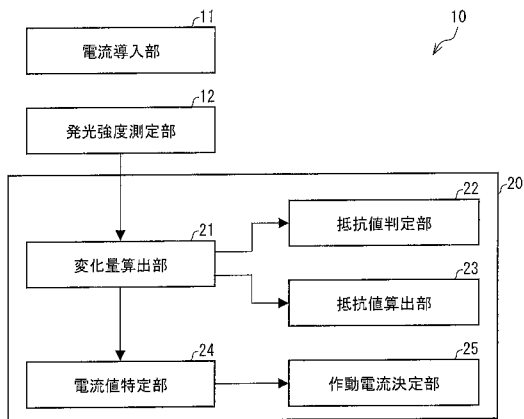 11
10
電流導入部
12
発光強度測定部
20
22
抵抗値判定部
21
変化量算出部
23
抵抗値算出部
24
電流値特定部
25
作動電流決定部